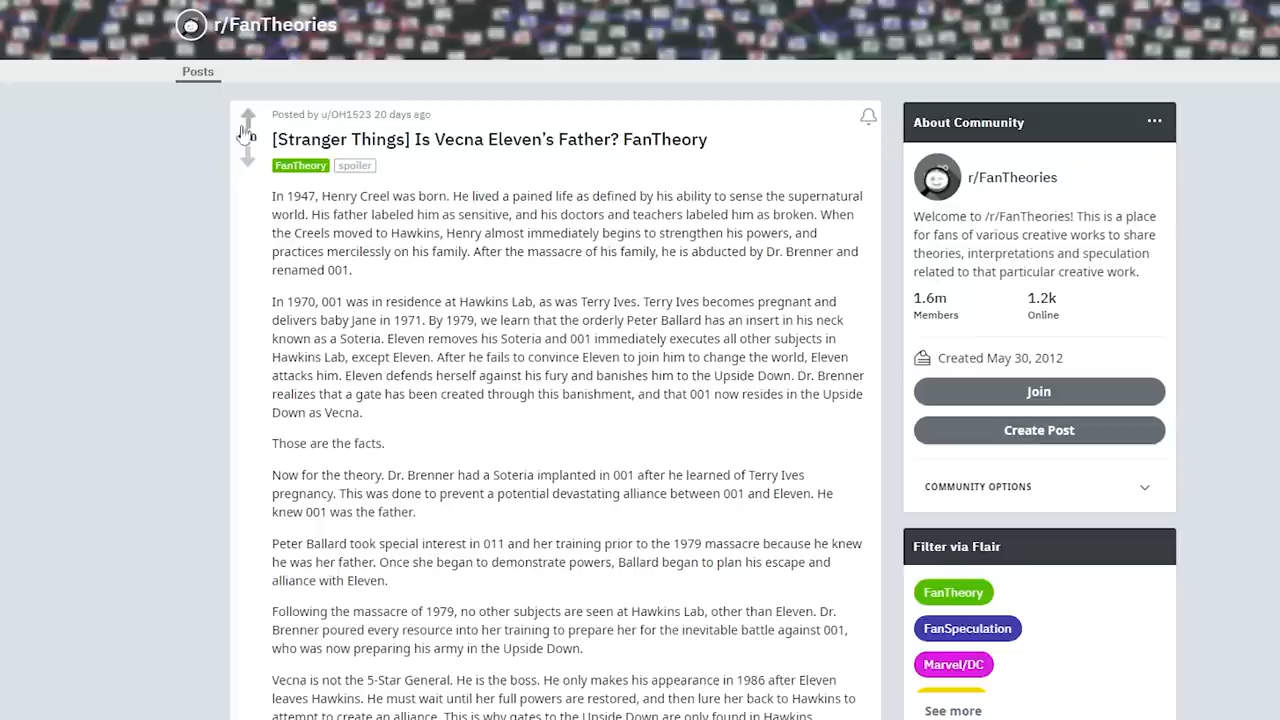 r/FanTheories
Posts
Posted by u/OH1523 20 days ago
[Stranger Things] Is Vecna Eleven's Father? FanTheory
FanTheory spoiler
In 1947, Henry Creel was born. He lived a pained life as defined by his ability to sense the supernatural
world. His father labeled him as sensitive, and his doctors and teachers labeled him as broken. When
the Creels moved to Hawkins, Henry almost immediately begins to strengthen his powers, and
practices mercilessly on his family. After the massacre of his family, he is abducted by Dr. Brenner and
renamed 001.
In 1970, 001 was in residence at Hawkins Lab, as was Terry Ives. Terry Ives becomes pregnant and
delivers baby Jane in 1971. By 1979, we learn that the orderly Peter Ballard has an insert in his neck
known as a Soteria. Eleven removes his Soteria and 001 immediately executes all other subjects in
Hawkins Lab, except Eleven. After he fails to convince Eleven to join him to change the world, Eleven
attacks him. Eleven defends herself against his fury and banishes him to the Upside Down. Dr. Brenner
realizes that a gate has been created through this banishment, and that 001 now resides in the Upside
Down as Vecna.
Those are the facts.
Now for the theory. Dr. Brenner had a Soteria implanted in 001 after he learned of Terry Ives
pregnancy. This was done to prevent a potential devastating alliance between 001 and Eleven. He
knew 001 was the father.
Peter Ballard took special interest in 011 and her training prior to the 1979 massacre because he knew
he was her father. Once she began to demonstrate powers, Ballard began to plan his escape and
alliance with Eleven.
Following the massacre of 1979, no other subjects are seen at Hawkins Lab, other than Eleven. Dr.
Brenner poured every resource into her training to prepare her for the inevitable battle against 001,
who was now preparing his army in the Upside Down.
Vecna is not the 5-Star General. He is the boss. He only makes his appearance in 1986 after Eleven
leaves Hawkins. He must wait until her full powers are restored, and then lure her back to Hawkins to
attempt to create an alliance. This is why gates to the Upside Down are only found in Hawkins.
About Community
r/FanTheories
Welcome to /r/FanTheories! This is a place
for fans of various creative works to share
theories, interpretations and speculation
related to that particular creative work.
1.6m 1.2k
Members Online
Created May 30, 2012
Join
Create Post
COMMUNITY OPTIONS
Filter via Flair
FanTheory
FanSpeculation
Marvel/DC
See more